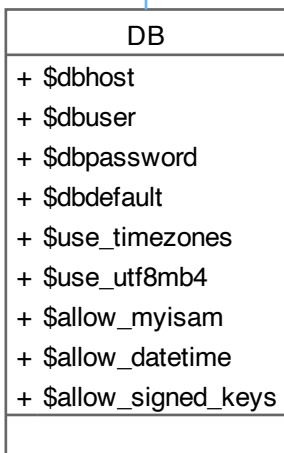 DB
+ $dbhost
+ $dbuser
+ $dbpassword
+ $dbdefault
+ $use_timezones
+ $use_utf8mb4
+ $allow_myisam
+ $allow_datetime
+ $allow_signed_keys